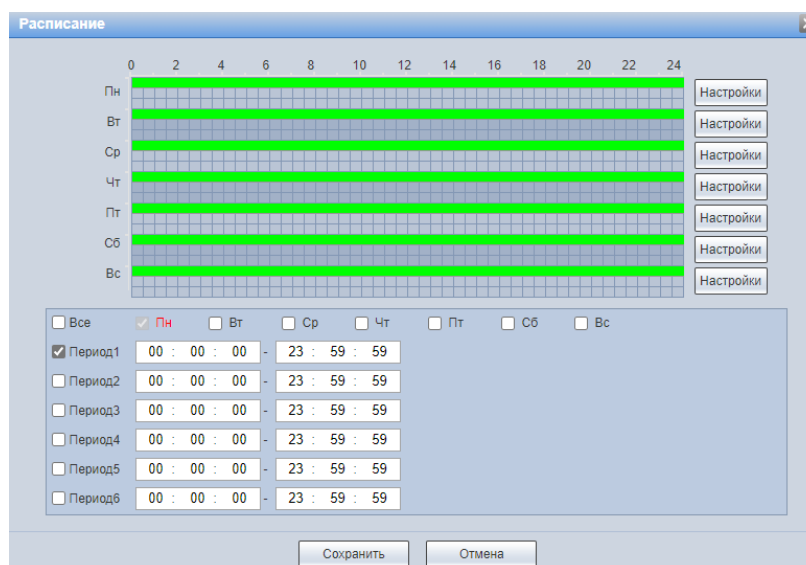 Расписание
0 2 4 6 8 10 12 14 16 18 20 22 24
Пн Настройки
Вт Настройки
Ср Настройки
Чт Настройки
Пт Настройки
Сб Настройки
Вс Настройки
Все Пн Вт Ср Чт Пт Сб Вс
Период1 00 : 00 : 00 - 23 : 59 : 59
Период2 00 : 00 : 00 - 23 : 59 : 59
Период3 00 : 00 : 00 - 23 : 59 : 59
Период4 00 : 00 : 00 - 23 : 59 : 59
Период5 00 : 00 : 00 - 23 : 59 : 59
Период6 00 : 00 : 00 - 23 : 59 : 59
Сохранить Отмена